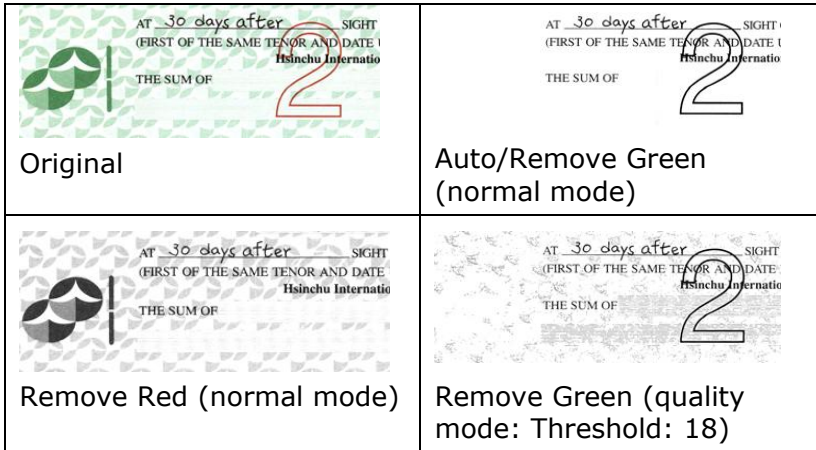 AT 30 days after SIGHT
(FIRST OF THE SAME TENOR AND DATE
Hsinchu
THE SUM OF
2
Original
AT 30 days after SIGHT
(FIRST OF THE SAME TENOR AND DATE
Hsinchu
THE SUM OF
2
Auto/Remove Green
(normal mode)
AT 30 days after SIGHT
(FIRST OF THE SAME TENOR AND DATE
Hsinchu
THE SUM OF
Remove Red (normal mode)
AT 30 days after SIGHT
(FIRST OF THE SAME TENOR AND DATE
Hsinchu
THE SUM OF
2
Remove Green (quality
mode: Threshold: 18)